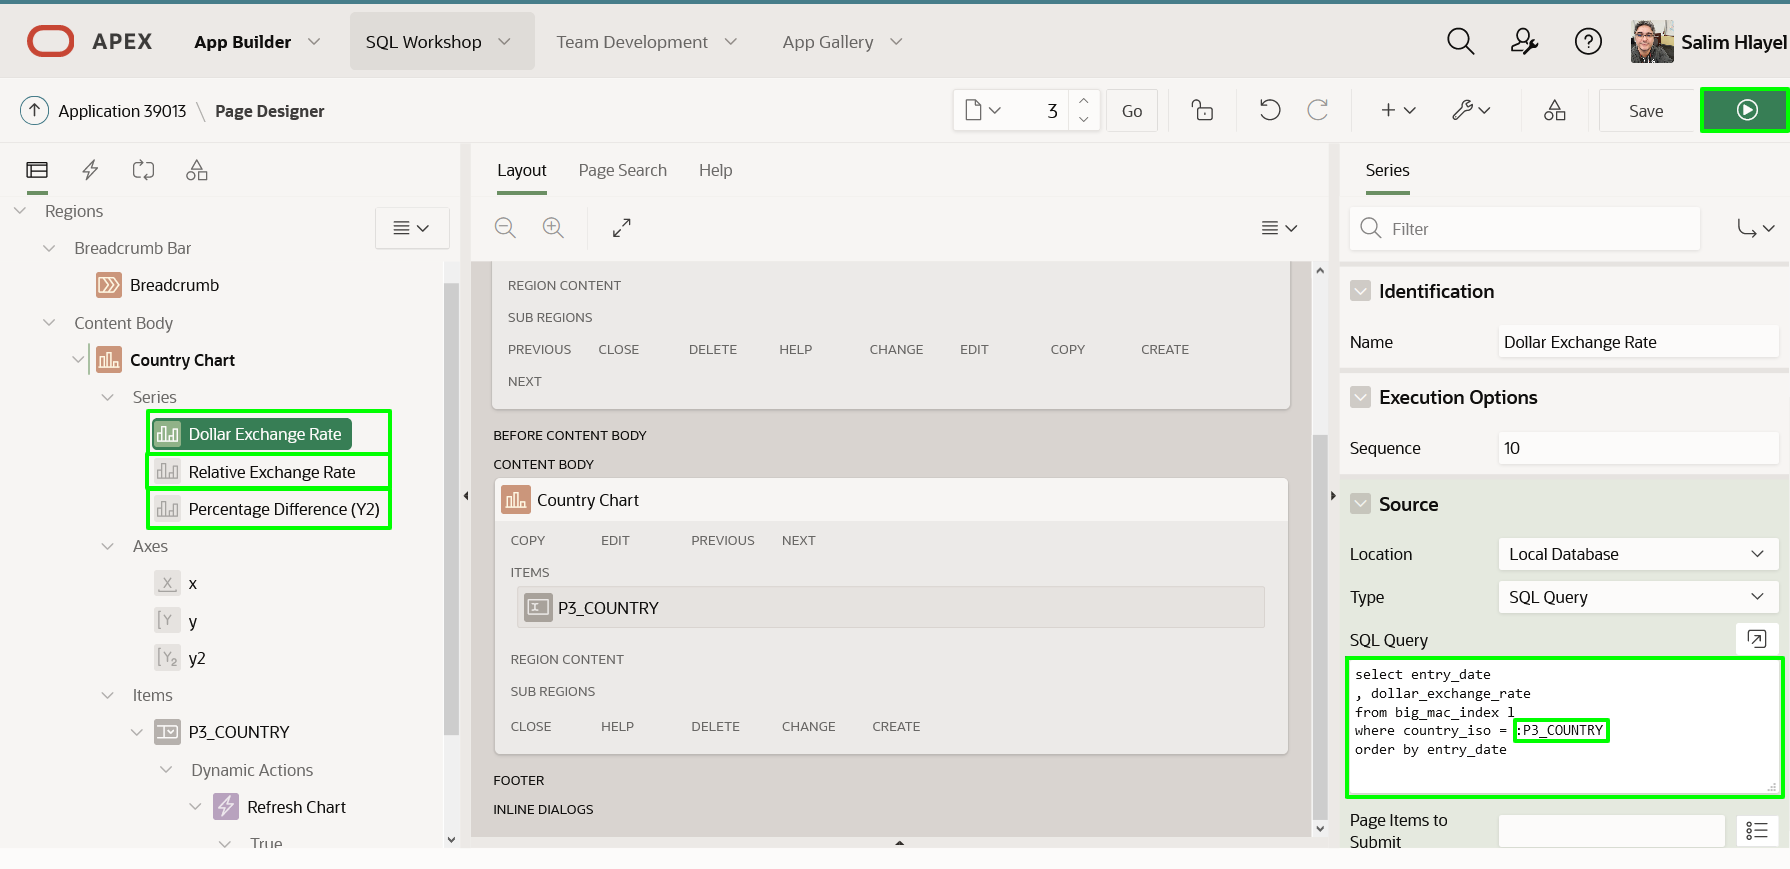 APEX App Builder SQL Workshop Team Development App Gallery Salim Hlayel
Application 39013 \ Page Designer 3 Go Save
Regions
Breadcrumb Bar
Breadcrumb
Content Body
Country Chart
Series
Dollar Exchange Rate
Relative Exchange Rate
Percentage Difference (Y2)
Axes
X x
Y y
Y2 y2
Items
P3_COUNTRY
Dynamic Actions
Refresh Chart
True
Layout Page Search Help
REGION CONTENT
SUB REGIONS
PREVIOUS CLOSE DELETE HELP CHANGE EDIT COPY CREATE
NEXT
BEFORE CONTENT BODY
CONTENT BODY
Country Chart
COPY EDIT PREVIOUS NEXT
ITEMS
P3_COUNTRY
REGION CONTENT
SUB REGIONS
CLOSE HELP DELETE CHANGE CREATE
FOOTER
INLINE DIALOGS
Series
Filter
Identification
Name Dollar Exchange Rate
Execution Options
Sequence 10
Source
Location Local Database
Type SQL Query
SQL Query
select entry_date
, dollar_exchange_rate
from big_mac_index l
where country_iso = :P3_COUNTRY
order by entry_date
Page Items to
Submit